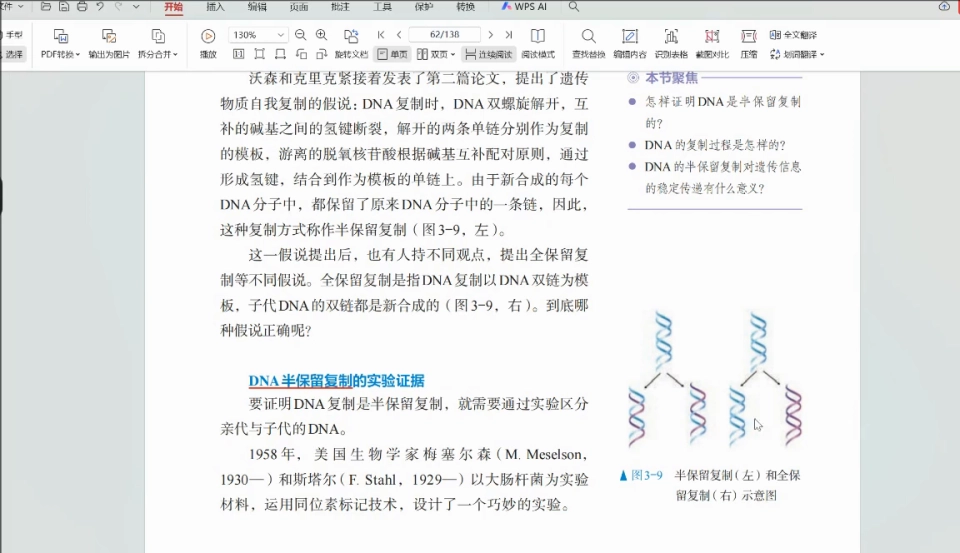 文件 开始 插入 编辑 页面 批注 工具 保护 转换 WPS AI
手型 130% 62/138 全文翻译
选择 PDF转换 输出为图片 拆分合并 播放 旋转文档 单页 双页 连续阅读 阅读模式 查找替换 编辑内容 识别表格 截图对比 压缩 划词翻译
沃森和克里克紧接着发表了第二篇论文，提出了遗传
物质自我复制的假说：DNA复制时，DNA双螺旋解开，互
补的碱基之间的氢键断裂，解开的两条单链分别作为复制
的模板，游离的脱氧核苷酸根据碱基互补配对原则，通过
形成氢键，结合到作为模板的单链上。由于新合成的每个
DNA分子中，都保留了原来DNA分子中的一条链，因此，
这种复制方式称作半保留复制（图3-9，左）。
这一假说提出后，也有人持不同观点，提出全保留复
制等不同假说。全保留复制是指DNA复制以DNA双链为模
板，子代DNA的双链都是新合成的（图3-9，右）。到底哪
种假说正确呢？
DNA半保留复制的实验证据
要证明DNA复制是半保留复制，就需要通过实验区分
亲代与子代的DNA。
1958年，美国生物学家梅塞尔森（M. Meselson，
1930—）和斯塔尔（F. Stahl，1929—）以大肠杆菌为实验
材料，运用同位素标记技术，设计了一个巧妙的实验。
本节聚焦
● 怎样证明DNA是半保留复制
的？
● DNA的复制过程是怎样的？
● DNA的半保留复制对遗传信息
的稳定传递有什么意义？
▲图3-9 半保留复制（左）和全保
留复制（右）示意图